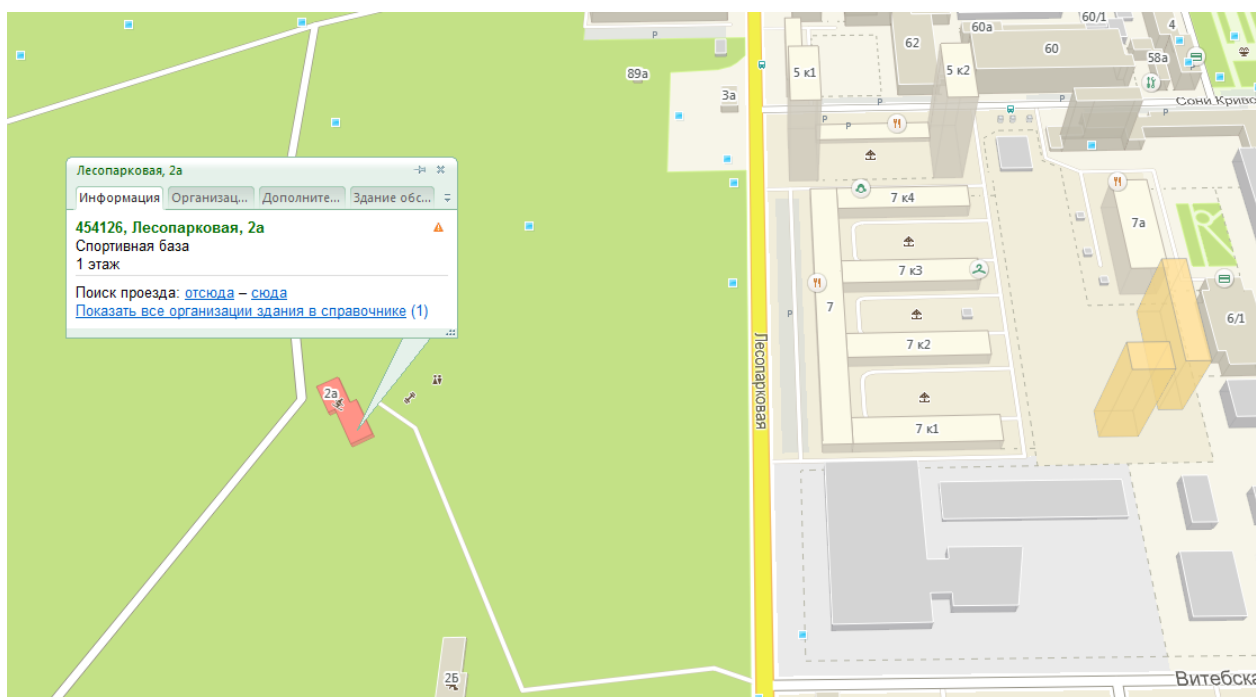 60а
60/1
4
62
60
58а
5 к1
5 к2
P
89а
3а
P
P
Сони Криво
P
P
Лесопарковая, 2а
Информация Организац... Дополните... Здание обс...
454126, Лесопарковая, 2а
Спортивная база
1 этаж
Поиск проезда: отсюда – сюда
Показать все организации здания в справочнике (1)
7 к4
7а
7 к3
7
P
7 к2
6/1
Лесопарковая
2а
7 к1
2Б
Витебска